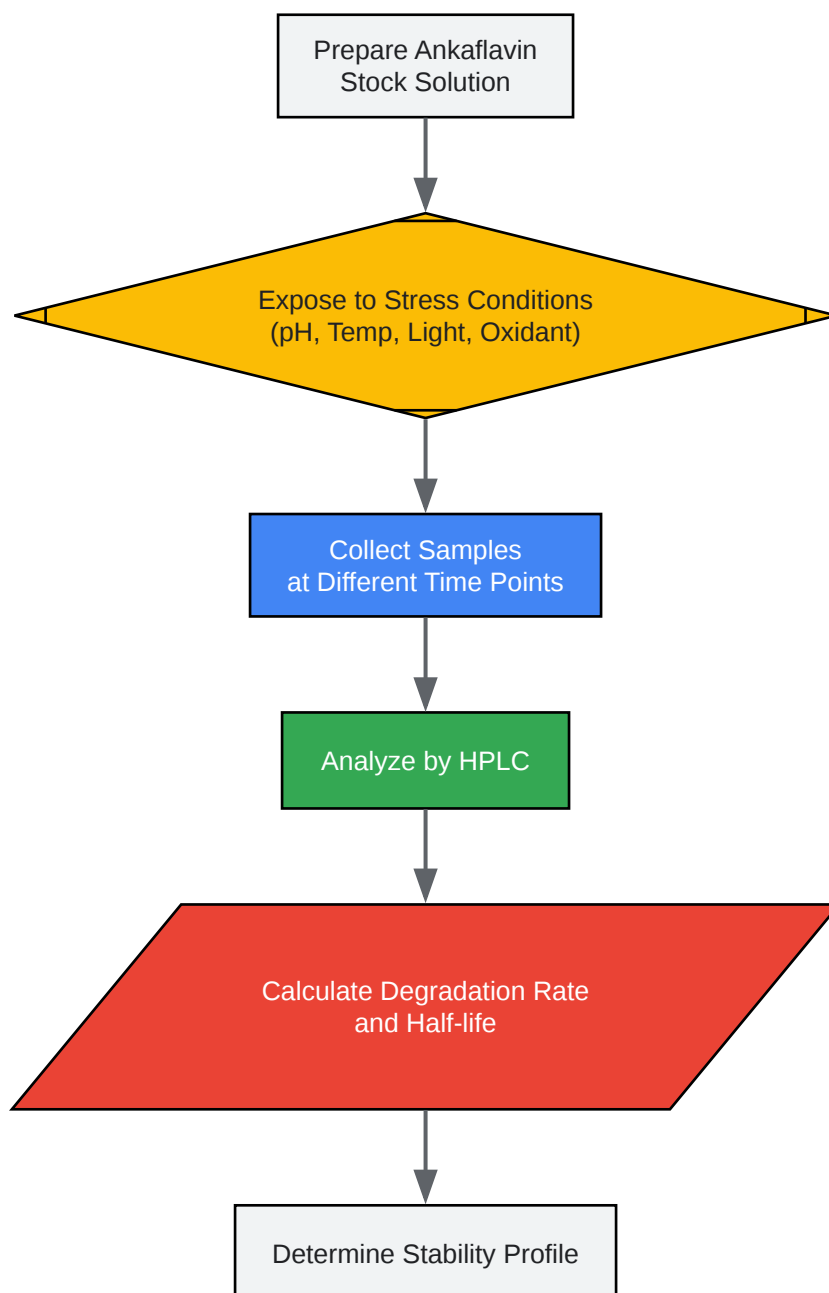 Prepare Ankaflavin
Stock Solution
Expose to Stress Conditions
(pH, Temp, Light, Oxidant)
Collect Samples
at Different Time Points
Analyze by HPLC
Calculate Degradation Rate
and Half-life
Determine Stability Profile